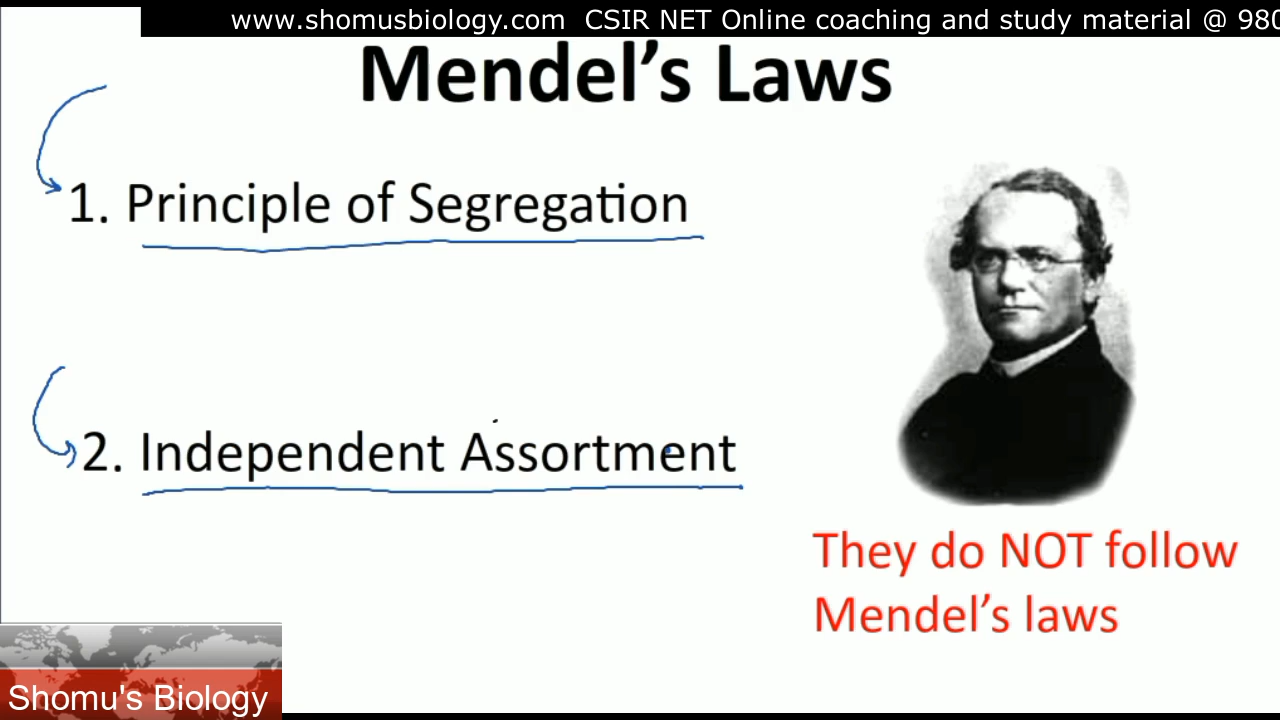 www.shomusbiology.com CSIR NET Online coaching and study material @ 980
Mendel’s Laws
1. Principle of Segregation
2. Independent Assortment
They do NOT follow
Mendel’s laws
Shomu's Biology